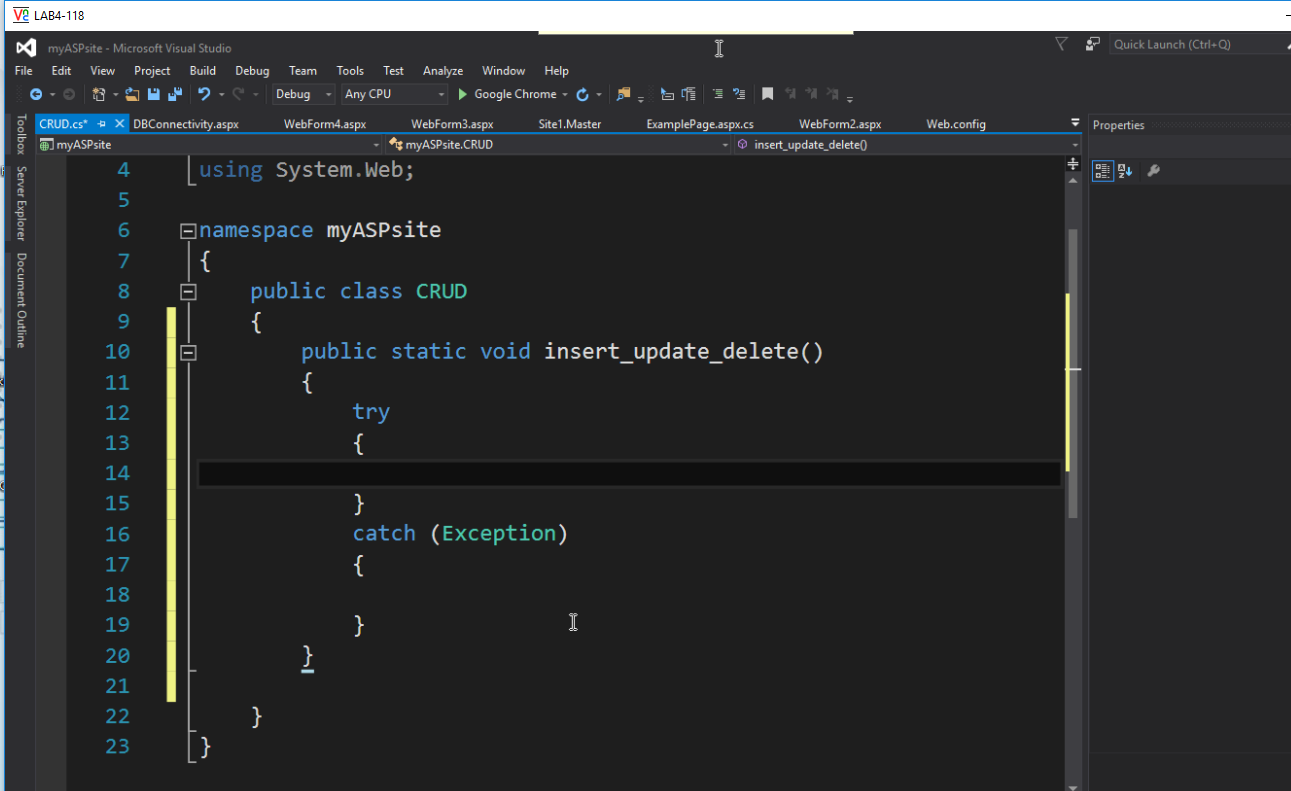 LAB4-118
myASPsite - Microsoft Visual Studio
Quick Launch (Ctrl+Q)
File Edit View Project Build Debug Team Tools Test Analyze Window Help
Debug Any CPU Google Chrome
CRUD.cs* DBConnectivity.aspx WebForm4.aspx WebForm3.aspx Site1.Master ExamplePage.aspx.cs WebForm2.aspx Web.config
Properties
myASPsite myASPsite.CRUD insert_update_delete()
Toolbox
Server Explorer
Document Outline
4 using System.Web;
5
6 namespace myASPsite
7 {
8 public class CRUD
9 {
10 public static void insert_update_delete()
11 {
12 try
13 {
14
15 }
16 catch (Exception)
17 {
18
19 }
20 }
21
22 }
23 }